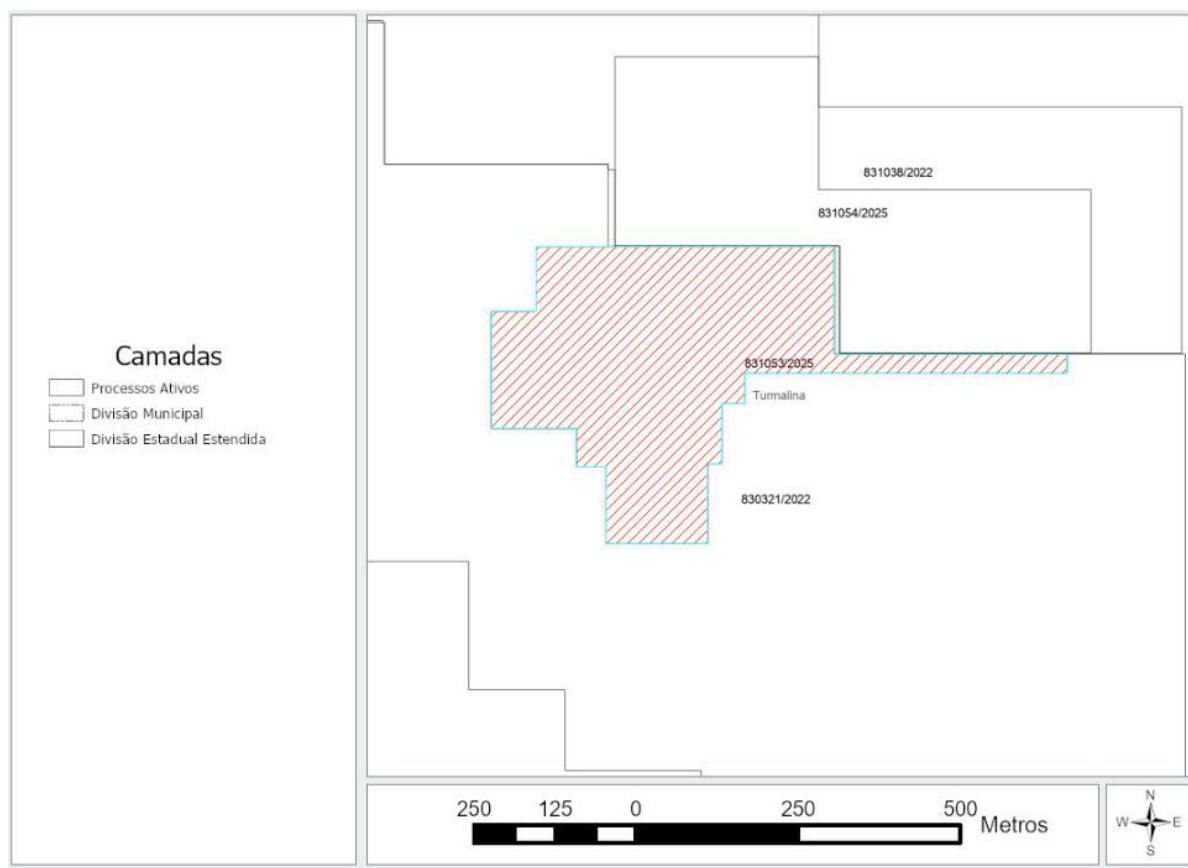 Camadas
Processos Ativos
Divisão Municipal
Divisão Estadual Estendida
831038/2022
831054/2025
831053/2025
Turmalina
830321/2022
250 125 0 250 500
Metros
N
W E
S